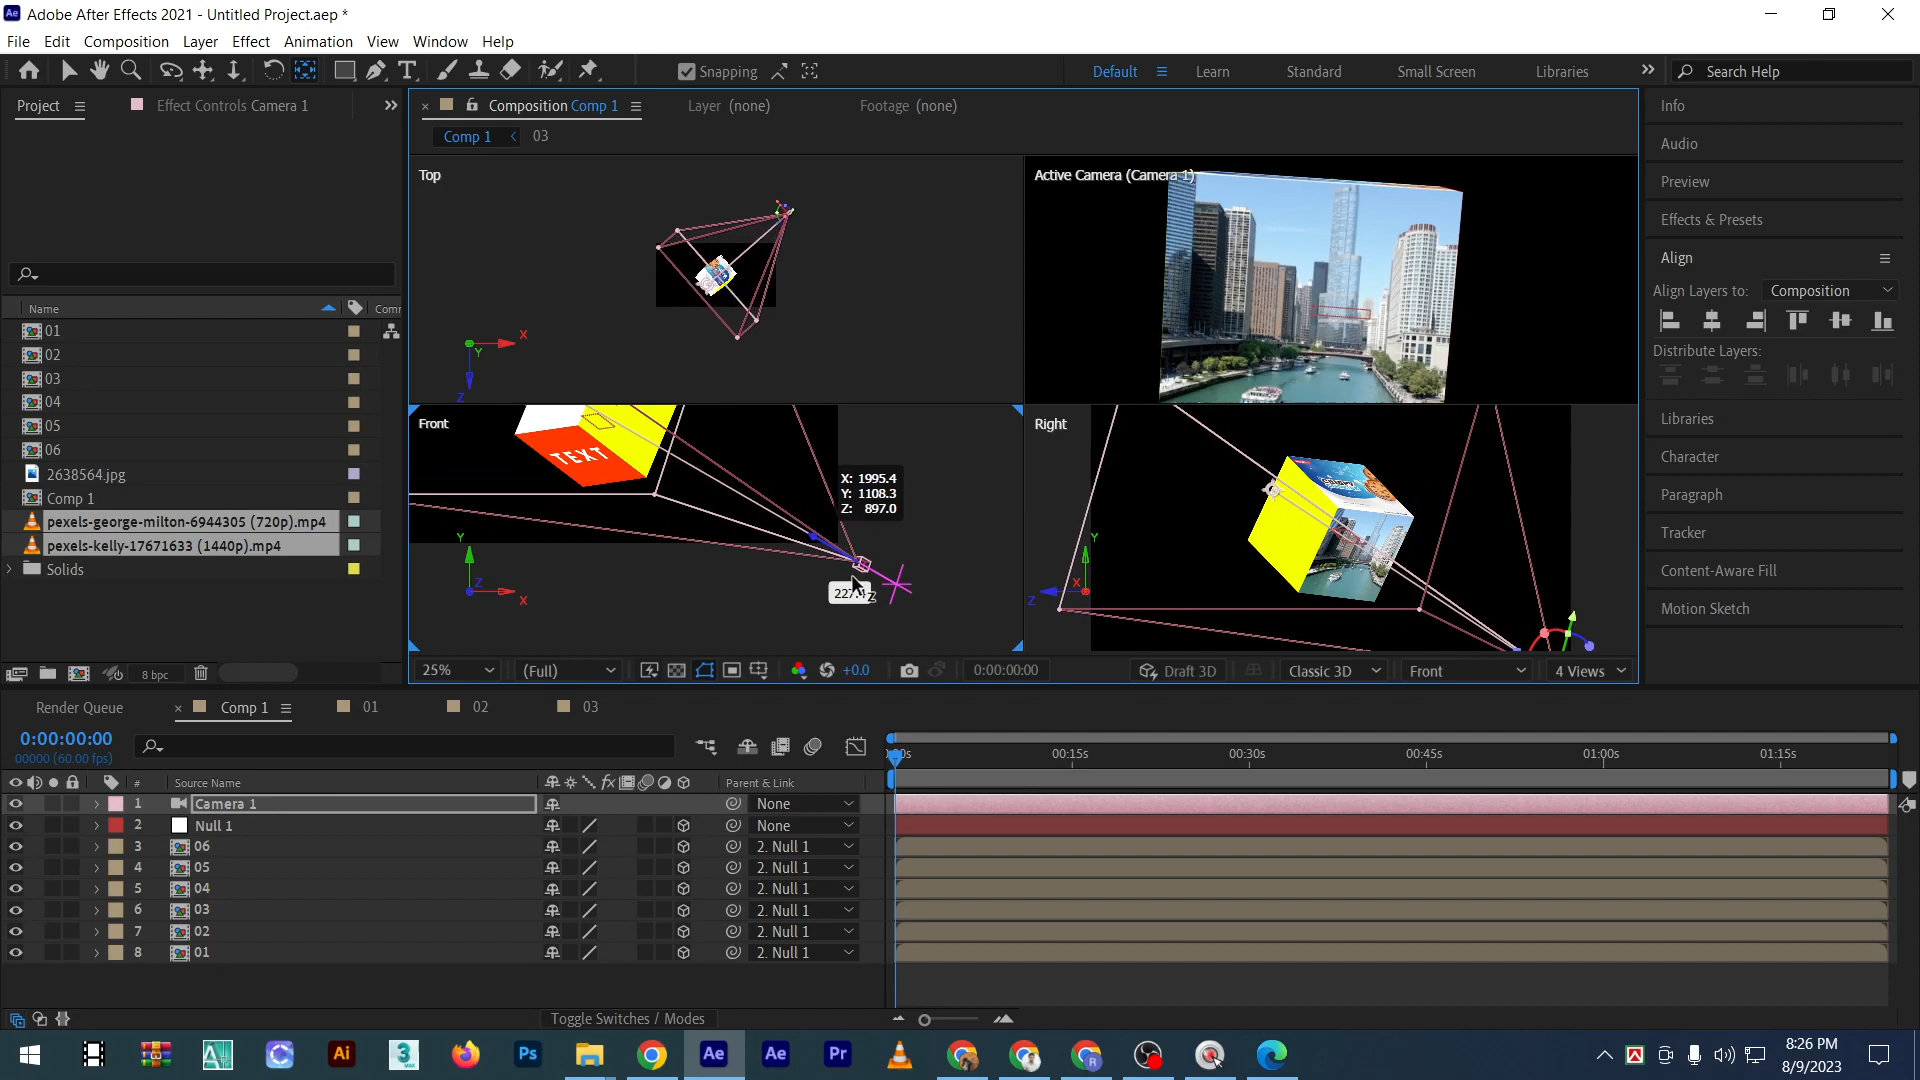 Adobe After Effects 2021 - Untitled Project.aep *
File Edit Composition Layer Effect Animation View Window Help
Snapping
Default Learn Standard Small Screen Libraries
Search Help
Project Effect Controls Camera 1
Composition Comp 1 Layer (none) Footage (none)
Comp 1 03
Top
Active Camera (Camera 1)
Front
Right
X
Y
Z
TEXT
X: 1995.4
Y: 1108.3
Z: 897.0
Y
Z
X
Z
Y
X
Z
Name
01
02
03
04
05
06
2638564.jpg
Comp 1
pexels-george-milton-6944305 (720p).mp4
pexels-kelly-17671633 (1440p).mp4
Solids
8 bpc
25% (Full) +0.0 0:00:00:00 Draft 3D Classic 3D Front 4 Views
Info
Audio
Preview
Effects & Presets
Align
Align Layers to: Composition
Distribute Layers:
Libraries
Character
Paragraph
Tracker
Content-Aware Fill
Motion Sketch
Render Queue Comp 1 01 02 03
0:00:00:00
00000 (60.00 fps)
00:15s 00:30s 00:45s 01:00s 01:15s
# Source Name Parent & Link
1 Camera 1 None
2 Null 1 None
3 06 2. Null 1
4 05 2. Null 1
5 04 2. Null 1
6 03 2. Null 1
7 02 2. Null 1
8 01 2. Null 1
Toggle Switches / Modes
8:26 PM
8/9/2023